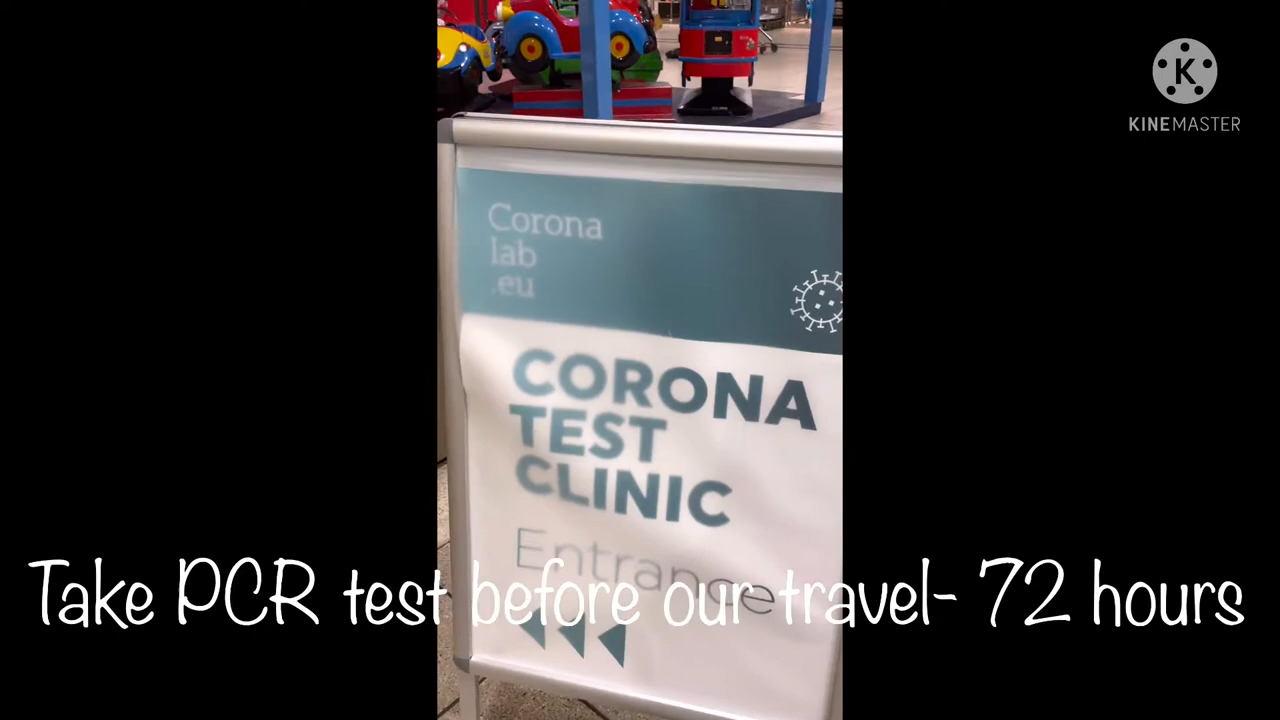 K
KINEMASTER
Corona
lab
.eu
CORONA
TEST
CLINIC
Entrance
Take PCR test before our travel- 72 hours